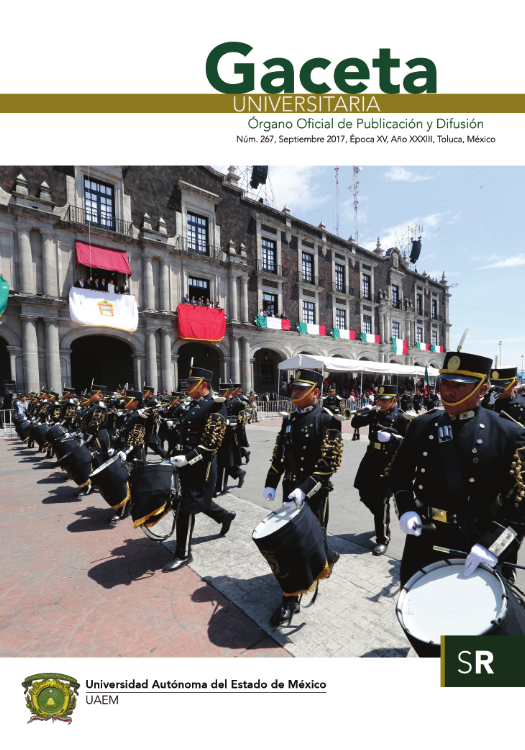 Gaceta
UNIVERSITARIA
Órgano Oficial de Publicación y Difusión
Núm. 267, Septiembre 2017, Época XV, Año XXXIII, Toluca, México
SR
Universidad Autónoma del Estado de México
UAEM